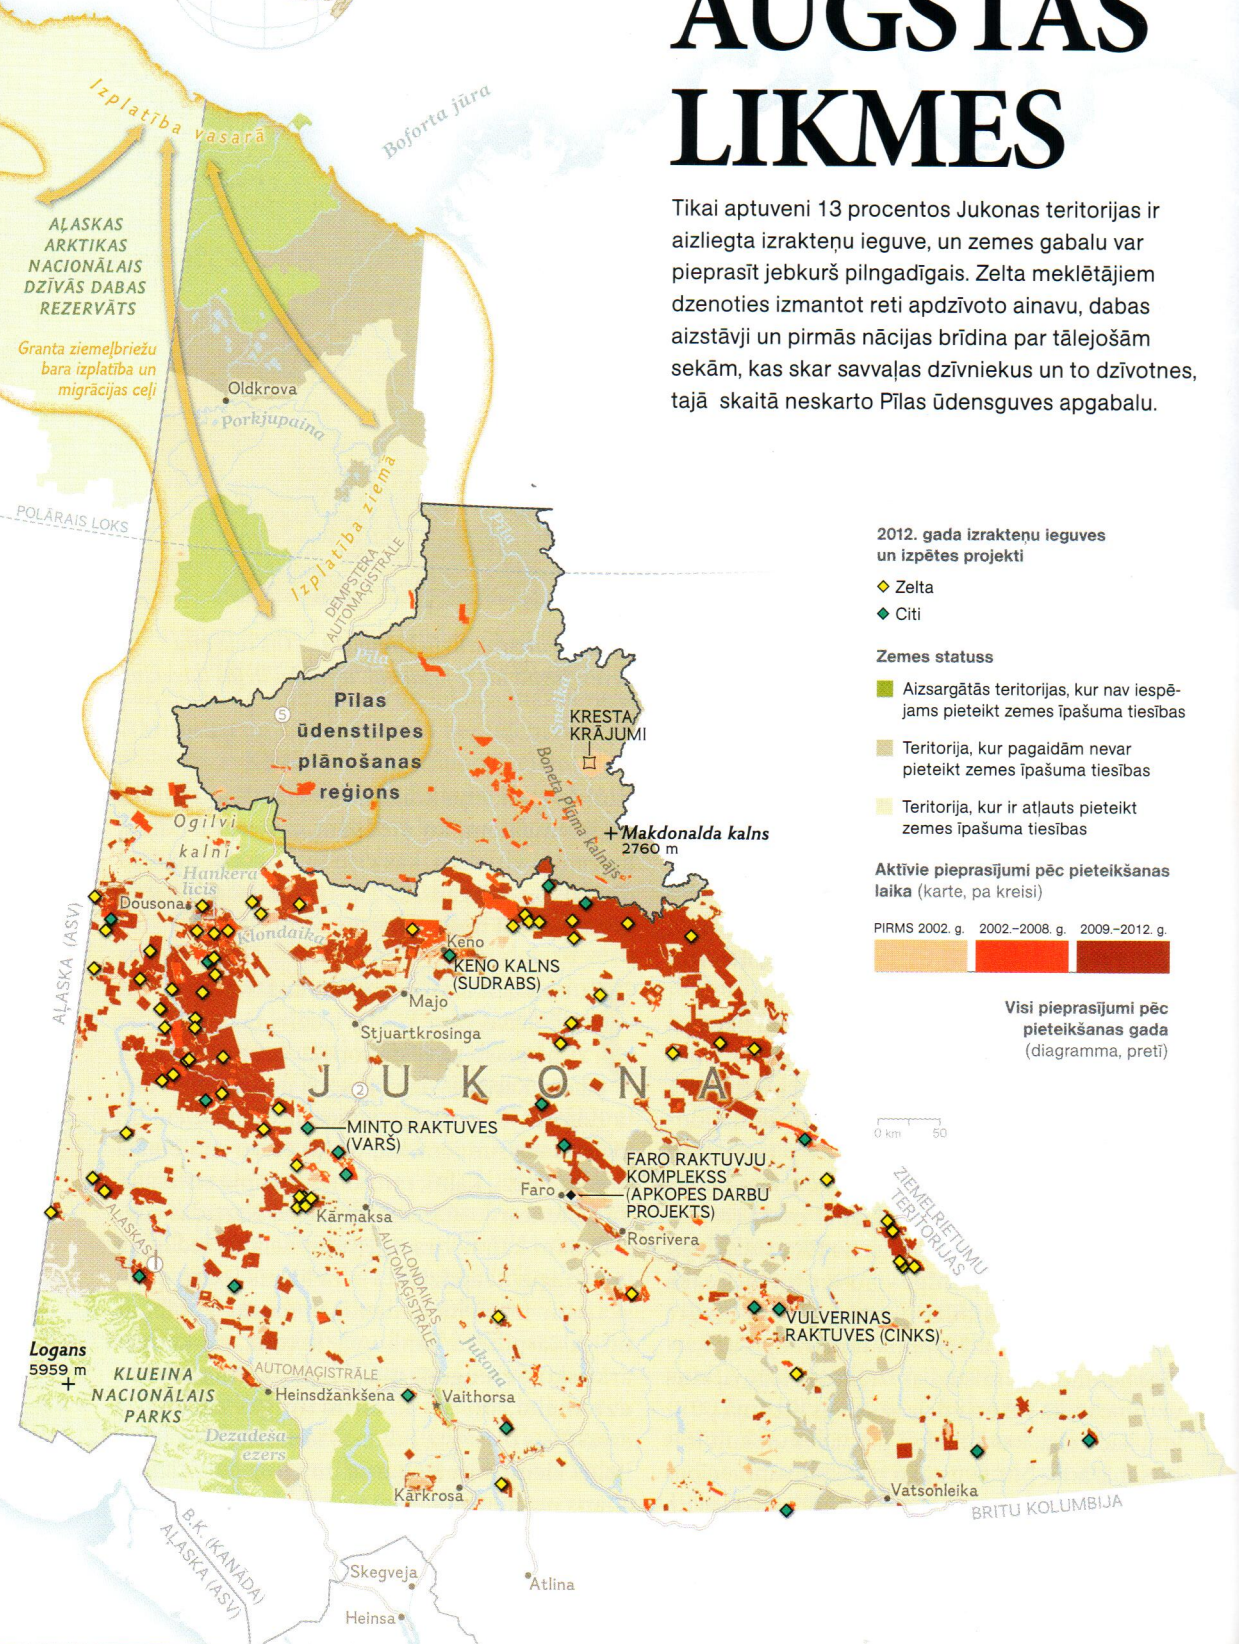 AUGSTAS
LIKMES
Tikai aptuveni 13 procentos Jukonas teritorijas ir
aizliegta izrakteņu ieguve, un zemes gabalu var
pieprasīt jebkurš pilngadīgais. Zelta meklētājiem
dzenoties izmantot reti apdzīvoto ainavu, dabas
aizstāvji un pirmās nācijas brīdina par tālejošām
sekām, kas skar savvaļas dzīvniekus un to dzīvotnes,
tajā skaitā neskarto Pīlas ūdensguves apgabalu.
Izplatība vasarā
Boforta jūra
AĻASKAS
ARKTIKAS
NACIONĀLAIS
DZĪVĀS DABAS
REZERVĀTS
Granta ziemeļbriežu
bara izplatība un
migrācijas ceļi
Oldkrova
Porkjupaina
Izplatība ziemā
POLĀRAIS LOKS
DEMPSTERA
AUTOMAĢISTRĀLE
Pīla
Pīla
Sneika
5
Pīlas
ūdenstilpes
plānošanas
reģions
KRESTA
KRĀJUMI
Boneta Plūma kalnājs
Makdonalda kalns
2760 m
Ogilvi
kalni
Hankera
līcis
Dousona
Klondaika
AĻASKA (ASV)
Keno
KENO KALNS
(SUDRABS)
Majo
Stjuartkrosinga
JUKONA
2
MINTO RAKTUVES
(VARŠ)
FARO RAKTUVJU
KOMPLEKSS
(APKOPES DARBU
PROJEKTS)
Faro
Kārmaksa
Rosrivera
AĻASKAS
1
KLONDAIKAS
AUTOMAĢISTRĀLE
ZIEMEĻRIETUMU
TERITORIJAS
VULVERINAS
RAKTUVES (CINKS)
Logans
5959 m
KLUEINA
NACIONĀLAIS
PARKS
AUTOMAĢISTRĀLE
Heinsdžankšena
Jukona
Vaithorsa
Dezadeša
ezers
Kārkrosa
Vatsonleika
BRITU KOLUMBIJA
B.K. (KANĀDA)
AĻASKA (ASV)
Skegveja
Atlina
Heinsa
2012. gada izrakteņu ieguves
un izpētes projekti
Zelta
Citi
Zemes statuss
Aizsargātās teritorijas, kur nav iespē-
jams pieteikt zemes īpašuma tiesības
Teritorija, kur pagaidām nevar
pieteikt zemes īpašuma tiesības
Teritorija, kur ir atļauts pieteikt
zemes īpašuma tiesības
Aktīvie pieprasījumi pēc pieteikšanas
laika (karte, pa kreisi)
PIRMS 2002. g. 2002.–2008. g. 2009.–2012. g.
Visi pieprasījumi pēc
pieteikšanas gada
(diagramma, pretī)
0 km 50